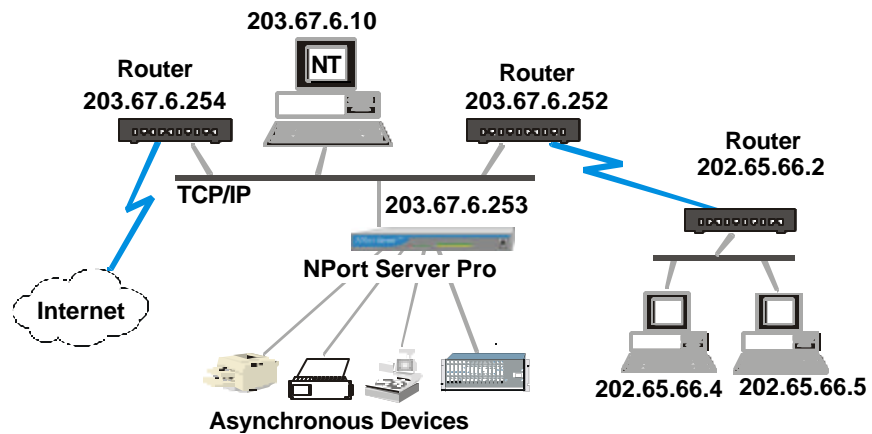 203.67.6.10
NT
Router
203.67.6.254
Router
203.67.6.252
Router
202.65.66.2
TCP/IP
203.67.6.253
NPort Server Pro
Internet
202.65.66.4
202.65.66.5
Asynchronous Devices